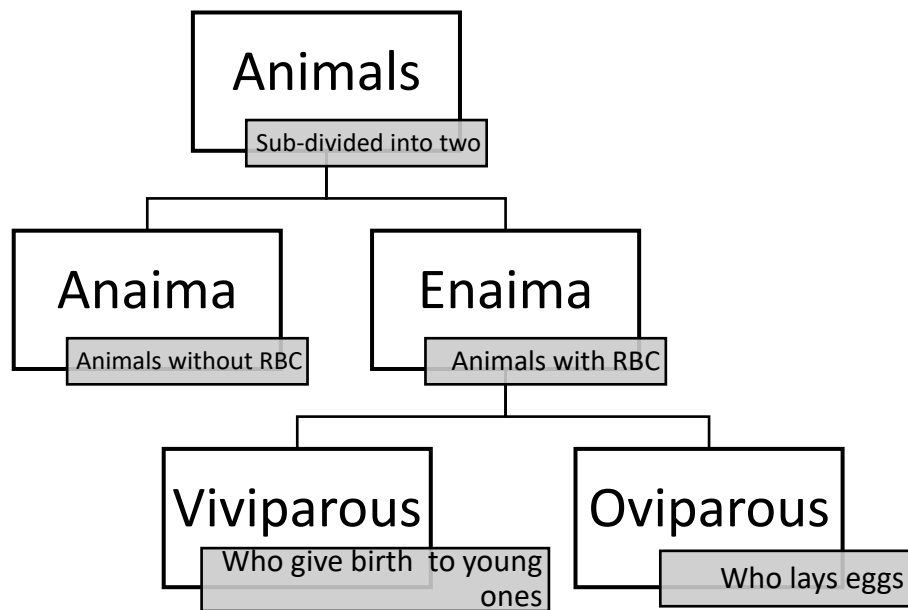 Animals
Sub-divided into two
Anaima
Animals without RBC
Enaima
Animals with RBC
Viviparous
Who give birth to young
ones
Oviparous
Who lays eggs